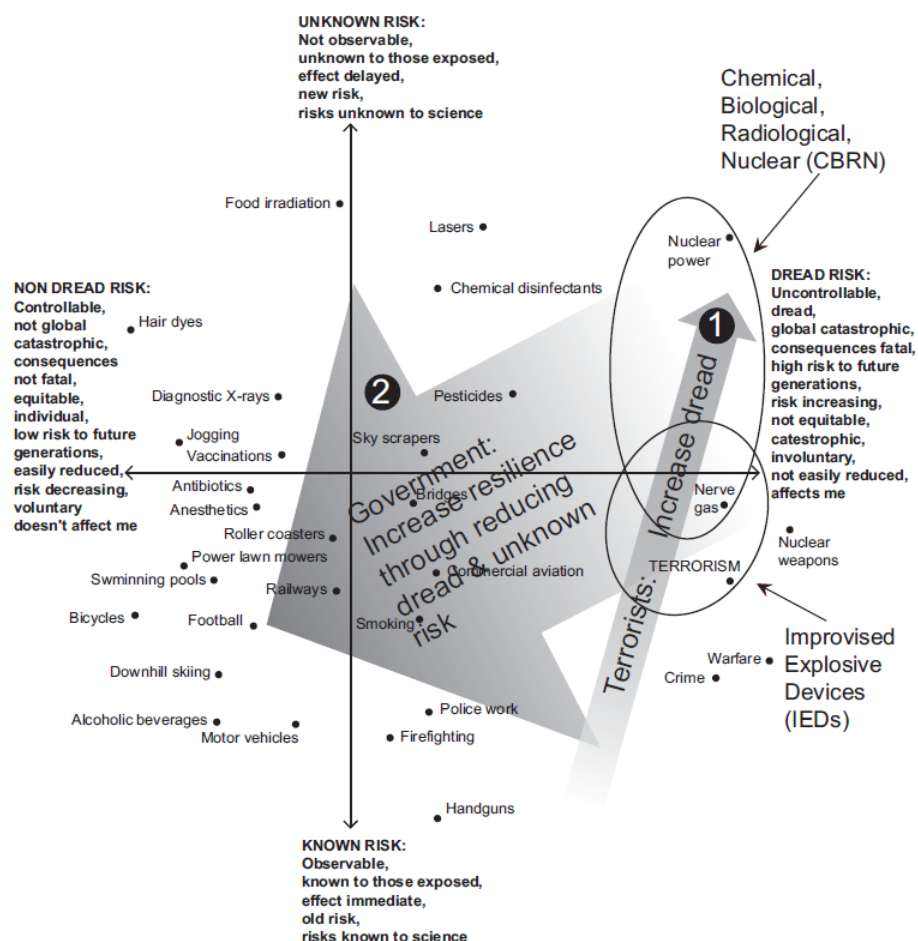 UNKNOWN RISK:
Not observable,
unknown to those exposed,
effect delayed,
new risk,
risks unknown to science
Chemical,
Biological,
Radiological,
Nuclear (CBRN)
Food irradiation
Lasers
Nuclear
power
NON DREAD RISK:
Controllable,
not global
catastrophic,
consequences
not fatal,
equitable,
individual,
low risk to future
generations,
easily reduced,
risk decreasing,
voluntary
doesn't affect me
DREAD RISK:
Uncontrollable,
dread,
global catastrophic,
consequences fatal,
high risk to future
generations,
risk increasing,
not equitable,
catestrophic,
involuntary,
not easily reduced,
affects me
Chemical disinfectants
Hair dyes
1
2
Diagnostic X-rays
Pesticides
Jogging
Vaccinations
Sky scrapers
Antibiotics
Anesthetics
Bridges
Nerve
gas
Roller coasters
Nuclear
weapons
Power lawn mowers
Swminning pools
Railways
Commercial aviation
TERRORISM
Bicycles
Football
Smoking
Government:
Increase resilience
through reducing
dread & unknown
risk
Terrorists: Increase dread
Improvised
Explosive
Devices
(IEDs)
Downhill skiing
Warfare
Crime
Alcoholic beverages
Motor vehicles
Police work
Firefighting
Handguns
KNOWN RISK:
Observable,
known to those exposed,
effect immediate,
old risk,
risks known to science